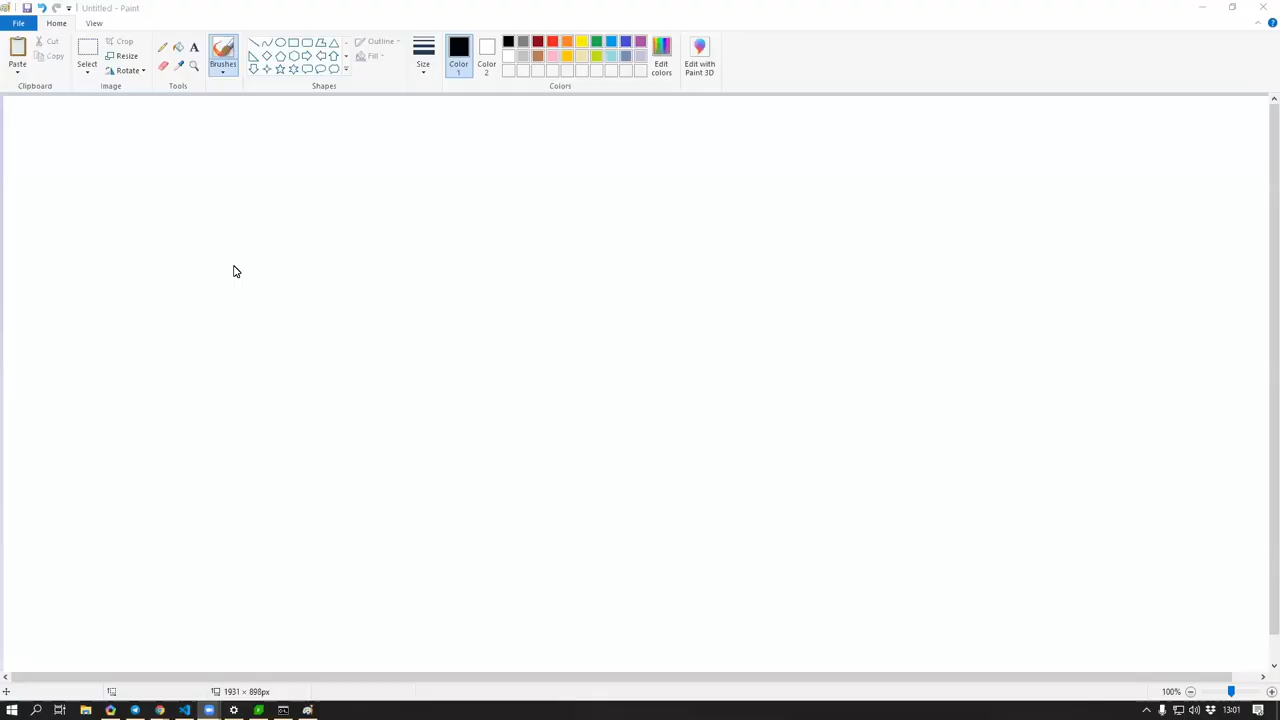 Untitled - Paint
File Home View
Paste
Cut
Copy
Clipboard
Select
Crop
Resize
Rotate
Image
Tools
Brushes
Shapes
Outline
Fill
Size
Color 1
Color 2
Colors
Edit colors
Edit with Paint 3D
1931 × 898px
100%
13:01